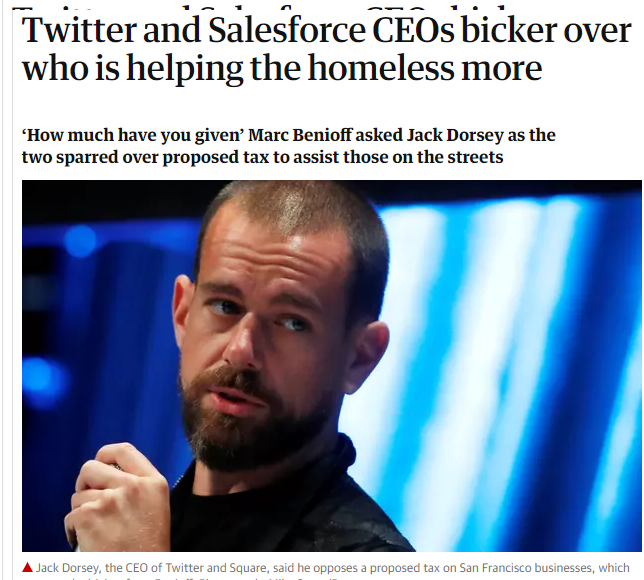 Twitter and Salesforce CEOs bicker over
who is helping the homeless more
‘How much have you given’ Marc Benioff asked Jack Dorsey as the
two sparred over proposed tax to assist those on the streets
▲ Jack Dorsey, the CEO of Twitter and Square, said he opposes a proposed tax on San Francisco businesses, which